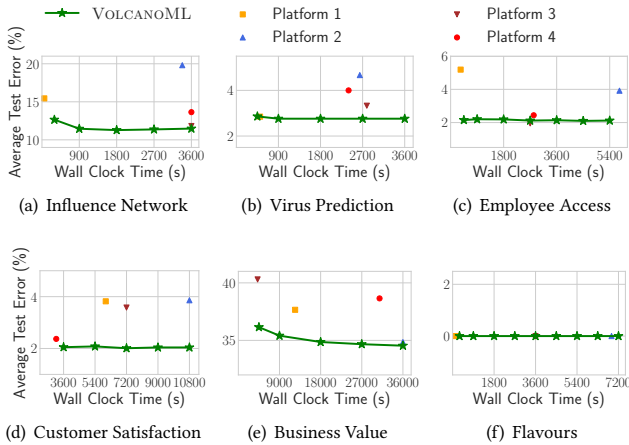 VOLCANOML
Platform 1
Platform 2
Platform 3
Platform 4
Average Test Error (%)
20
15
10
900 1800 2700 3600
Wall Clock Time (s)
(a) Influence Network
4
2
900 1800 2700 3600
Wall Clock Time (s)
(b) Virus Prediction
6
4
2
1800 3600 5400
Wall Clock Time (s)
(c) Employee Access
Average Test Error (%)
4
2
3600 5400 7200 9000 10800
Wall Clock Time (s)
(d) Customer Satisfaction
40
35
9000 18000 27000 36000
Wall Clock Time (s)
(e) Business Value
2
0
1800 3600 5400 7200
Wall Clock Time (s)
(f) Flavours